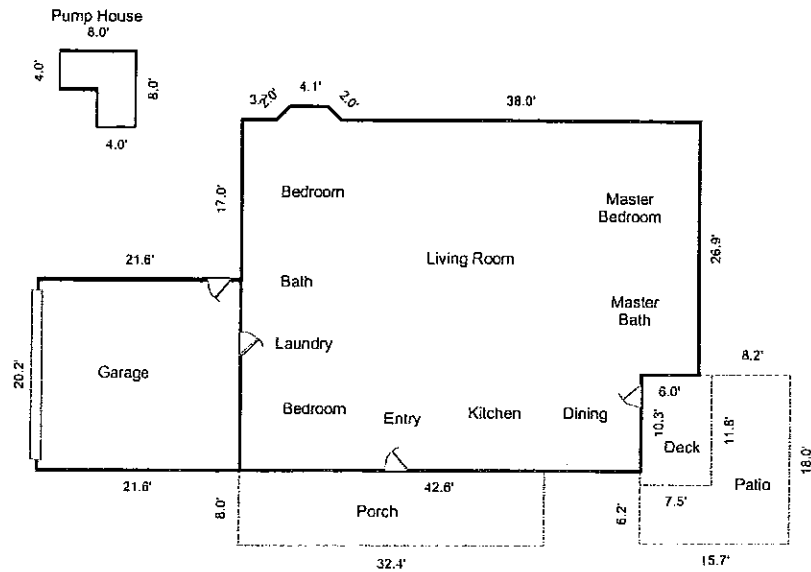 Pump House
8.0'
4.0'
8.0'
4.0'
2.0'
4.1'
2.0'
38.0'
17.0'
Bedroom
Master
Bedroom
Living Room
26.9'
21.6'
Bath
Master
Bath
Laundry
20.2'
Garage
8.2'
Bedroom
Entry
Kitchen
Dining
6.0'
10.3'
11.8'
Deck
18.0'
Patio
21.6'
8.0'
42.6'
6.2'
7.5'
Porch
32.4'
15.7'